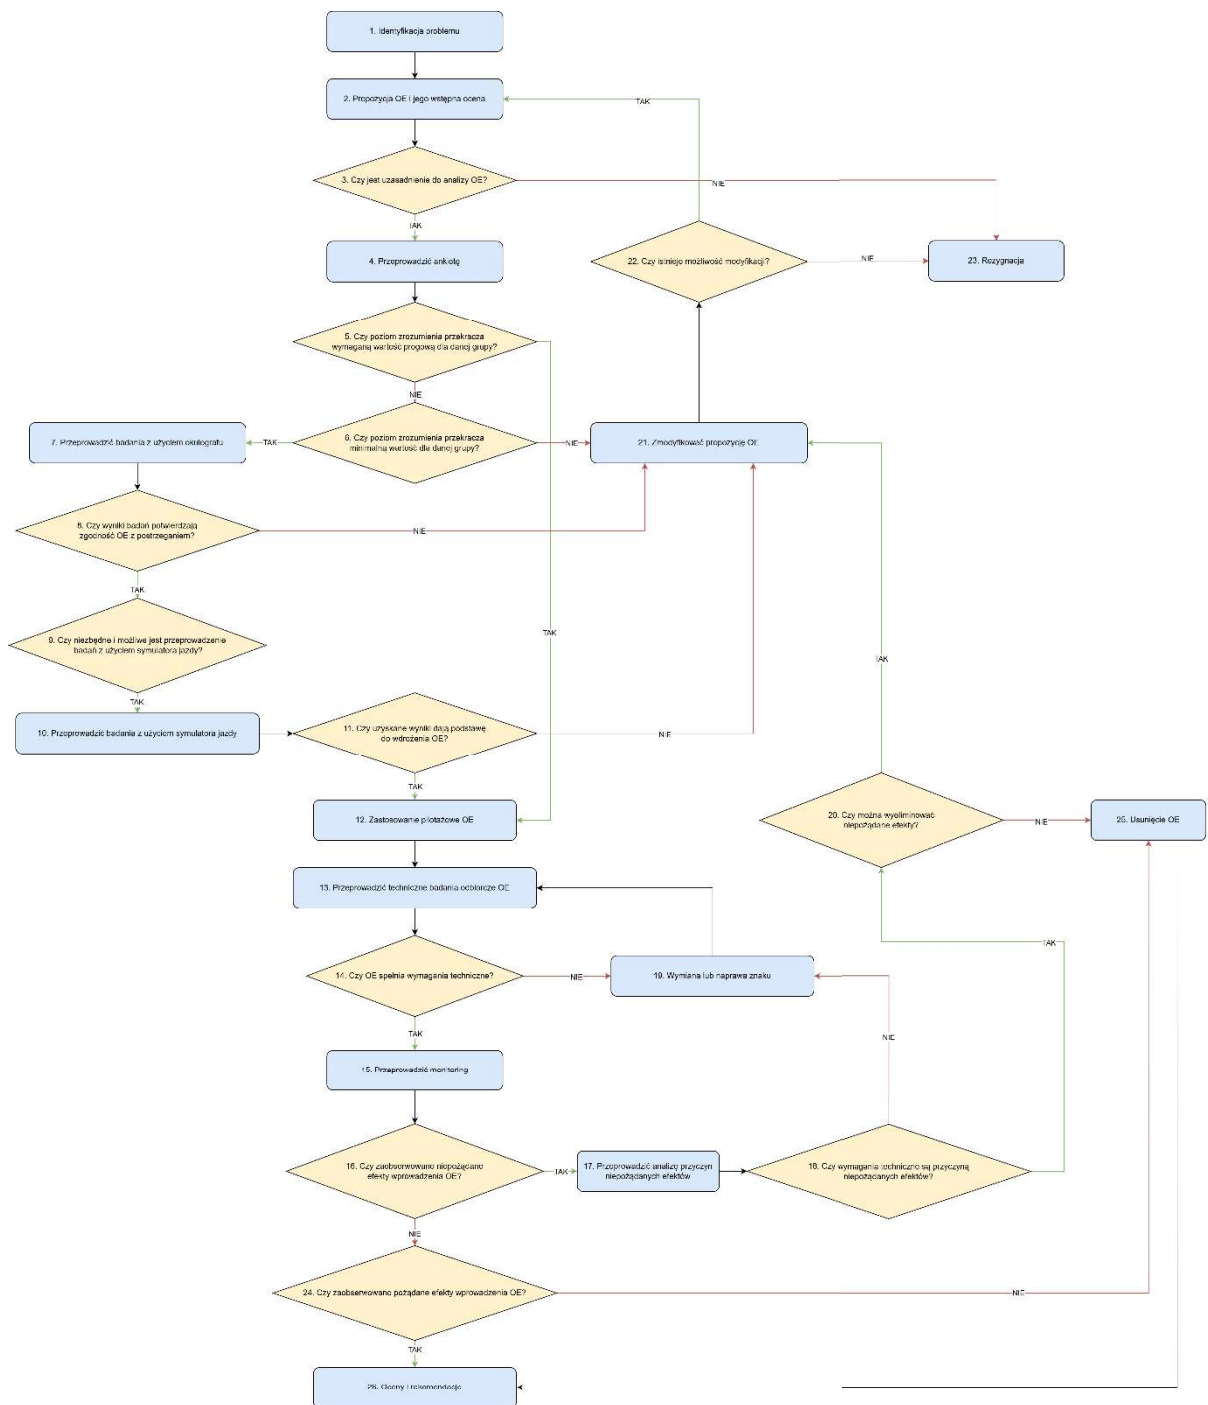 1. Identyfikacja problemu
2. Propozycja OE i jego wstępna ocena
TAK
3. Czy jest uzasadnienie do analizy OE?
NIE
TAK
4. Przeprowadzić ankietę
22. Czy istnieje możliwość modyfikacji?
NIE
23. Rezygnacja
5. Czy poziom zrozumienia przekracza
wymaganą wartość progową dla danej grupy?
NIE
7. Przeprowadzić badania z użyciem okulografu
TAK
6. Czy poziom zrozumienia przekracza
minimalną wartość dla danej grupy?
NIE
21. Zmodyfikować propozycję OE
8. Czy wyniki badań potwierdzają
zgodność OE z postrzeganiem?
NIE
TAK
9. Czy niezbędne i możliwe jest przeprowadzenie
badań z użyciem symulatora jazdy?
TAK
TAK
TAK
10. Przeprowadzić badania z użyciem symulatora jazdy
11. Czy uzyskane wyniki dają podstawę
do wdrożenia OE?
NIE
TAK
12. Zastosowanie pilotażowe OE
20. Czy można wyeliminować
niepożądane efekty?
NIE
25. Usunięcie OE
13. Przeprowadzić techniczne badania odbiorcze OE
TAK
14. Czy OE spełnia wymagania techniczne?
NIE
19. Wymiana lub naprawa znaku
TAK
NIE
15. Przeprowadzić monitoring
16. Czy zaobserwowano niepożądane
efekty wprowadzenia OE?
TAK
17. Przeprowadzić analizę przyczyn
niepożądanych efektów
18. Czy wymagania techniczne są przyczyną
niepożądanych efektów?
NIE
24. Czy zaobserwowano pożądane efekty wprowadzenia OE?
NIE
TAK
26. Oceny i rekomendacje